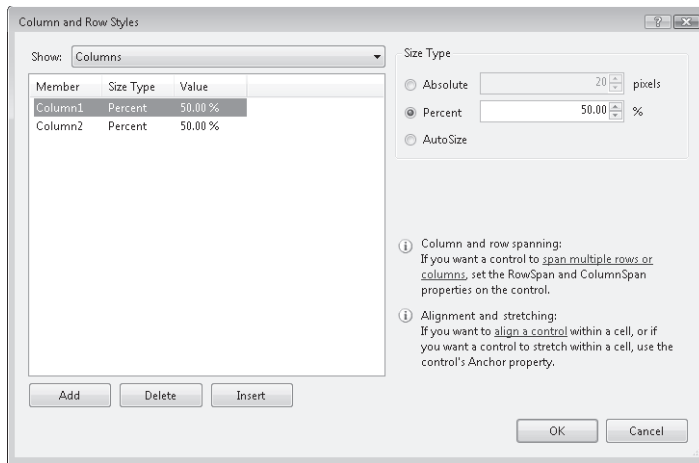 Column and Row Styles
Show: Columns
Member Size Type Value
Column1 Percent 50.00 %
Column2 Percent 50.00 %
Add Delete Insert
Size Type
Absolute 20 pixels
Percent 50.00 %
AutoSize
Column and row spanning:
If you want a control to span multiple rows or
columns, set the RowSpan and ColumnSpan
properties on the control.
Alignment and stretching:
If you want to align a control within a cell, or if
you want a control to stretch within a cell, use the
control's Anchor property.
OK Cancel